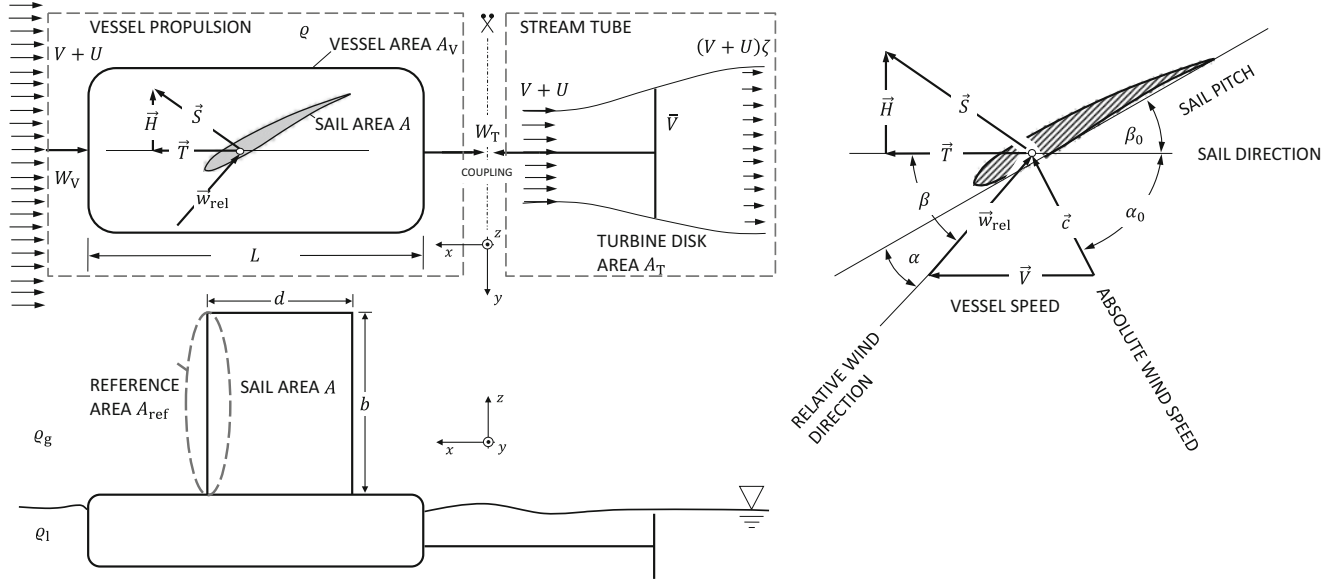 VESSEL PROPULSION
ϱ
VESSEL AREA A_V
V + U
H⃗
S⃗
T⃗
SAIL AREA A
W_V
w⃗_rel
L
W_T
COUPLING
x
z
y
STREAM TUBE
(V + U)ζ
V + U
V̄
TURBINE DISK
AREA A_T
d
REFERENCE
AREA A_ref
SAIL AREA A
b
z
x
y
ϱ_g
ϱ_l
H⃗
S⃗
T⃗
SAIL PITCH
β_0
SAIL DIRECTION
β
w⃗_rel
c⃗
α_0
α
V⃗
VESSEL SPEED
RELATIVE WIND
DIRECTION
ABSOLUTE WIND SPEED